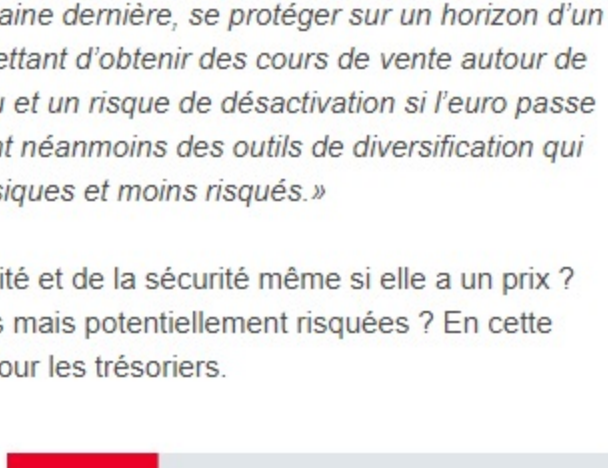 aine dernière, se protéger sur un horizon d'un
ettant d'obtenir des cours de vente autour de
et un risque de désactivation si l'euro passe
néanmoins des outils de diversification qui
siques et moins risqués.»
ité et de la sécurité même si elle a un prix ?
s mais potentiellement risquées ? En cette
our les trésoriers.